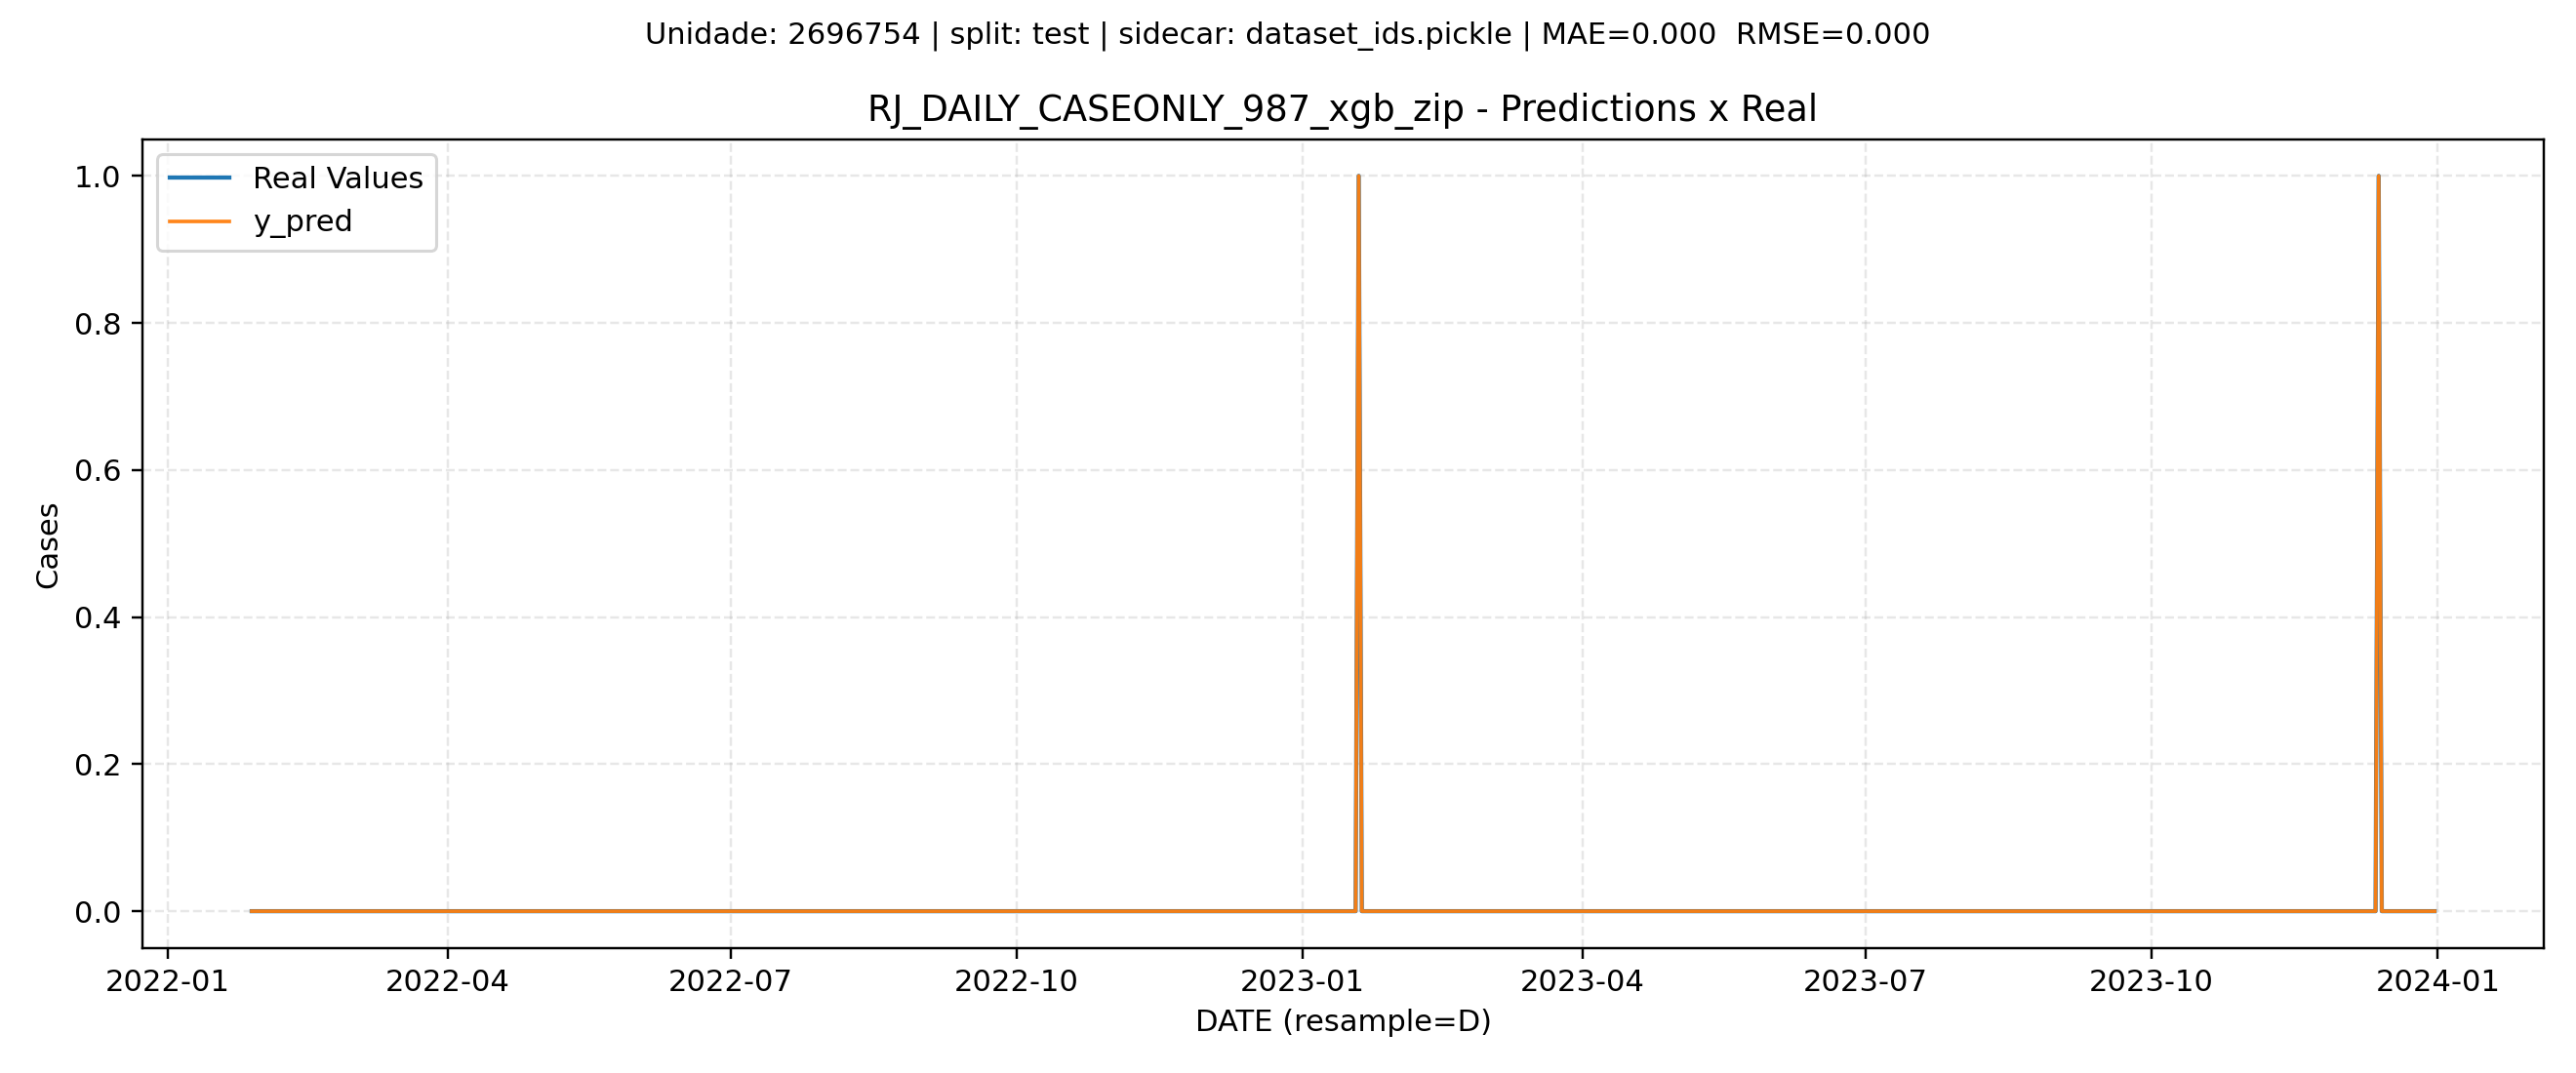 Unidade: 2696754 | split: test | sidecar: dataset_ids.pickle | MAE=0.000  RMSE=0.000
RJ_DAILY_CASEONLY_987_xgb_zip - Predictions x Real
Real Values
y_pred
1.0
0.8
0.6
0.4
0.2
0.0
Cases
2022-01 2022-04 2022-07 2022-10 2023-01 2023-04 2023-07 2023-10 2024-01
DATE (resample=D)